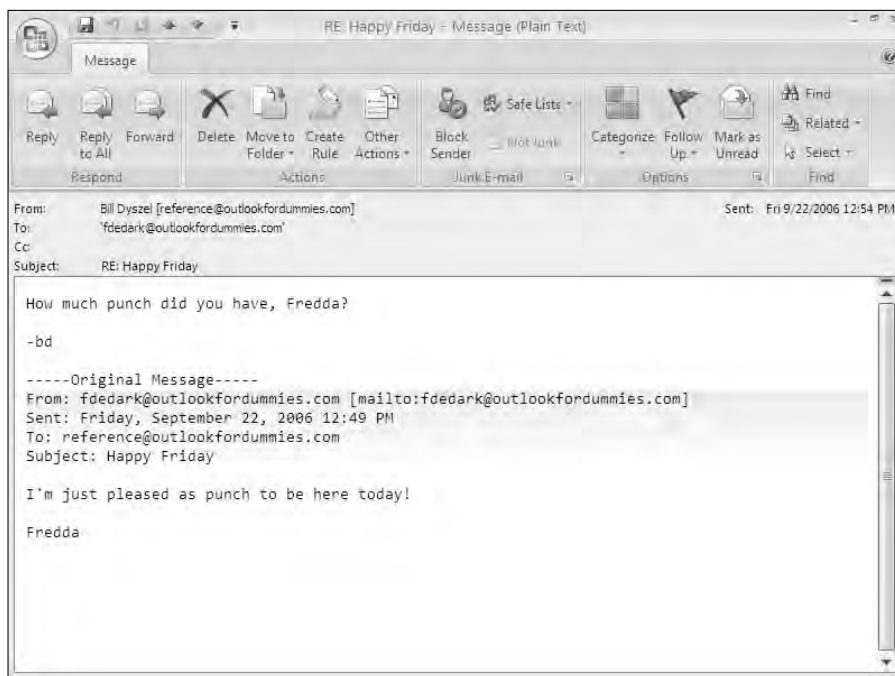 RE: Happy Friday - Message (Plain Text)
Message
Reply
Reply to All
Forward
Respond
Delete
Move to Folder
Create Rule
Other Actions
Actions
Block Sender
Safe Lists
Not Junk
Junk E-mail
Categorize
Follow Up
Mark as Unread
Options
Find
Related
Select
Find
From: Bill Dyszel [reference@outlookfordummies.com] Sent: Fri 9/22/2006 12:54 PM
To: 'fdedark@outlookfordummies.com'
Cc:
Subject: RE: Happy Friday
How much punch did you have, Fredda?
-bd
-----Original Message-----
From: fdedark@outlookfordummies.com [mailto:fdedark@outlookfordummies.com]
Sent: Friday, September 22, 2006 12:49 PM
To: reference@outlookfordummies.com
Subject: Happy Friday
I'm just pleased as punch to be here today!
Fredda